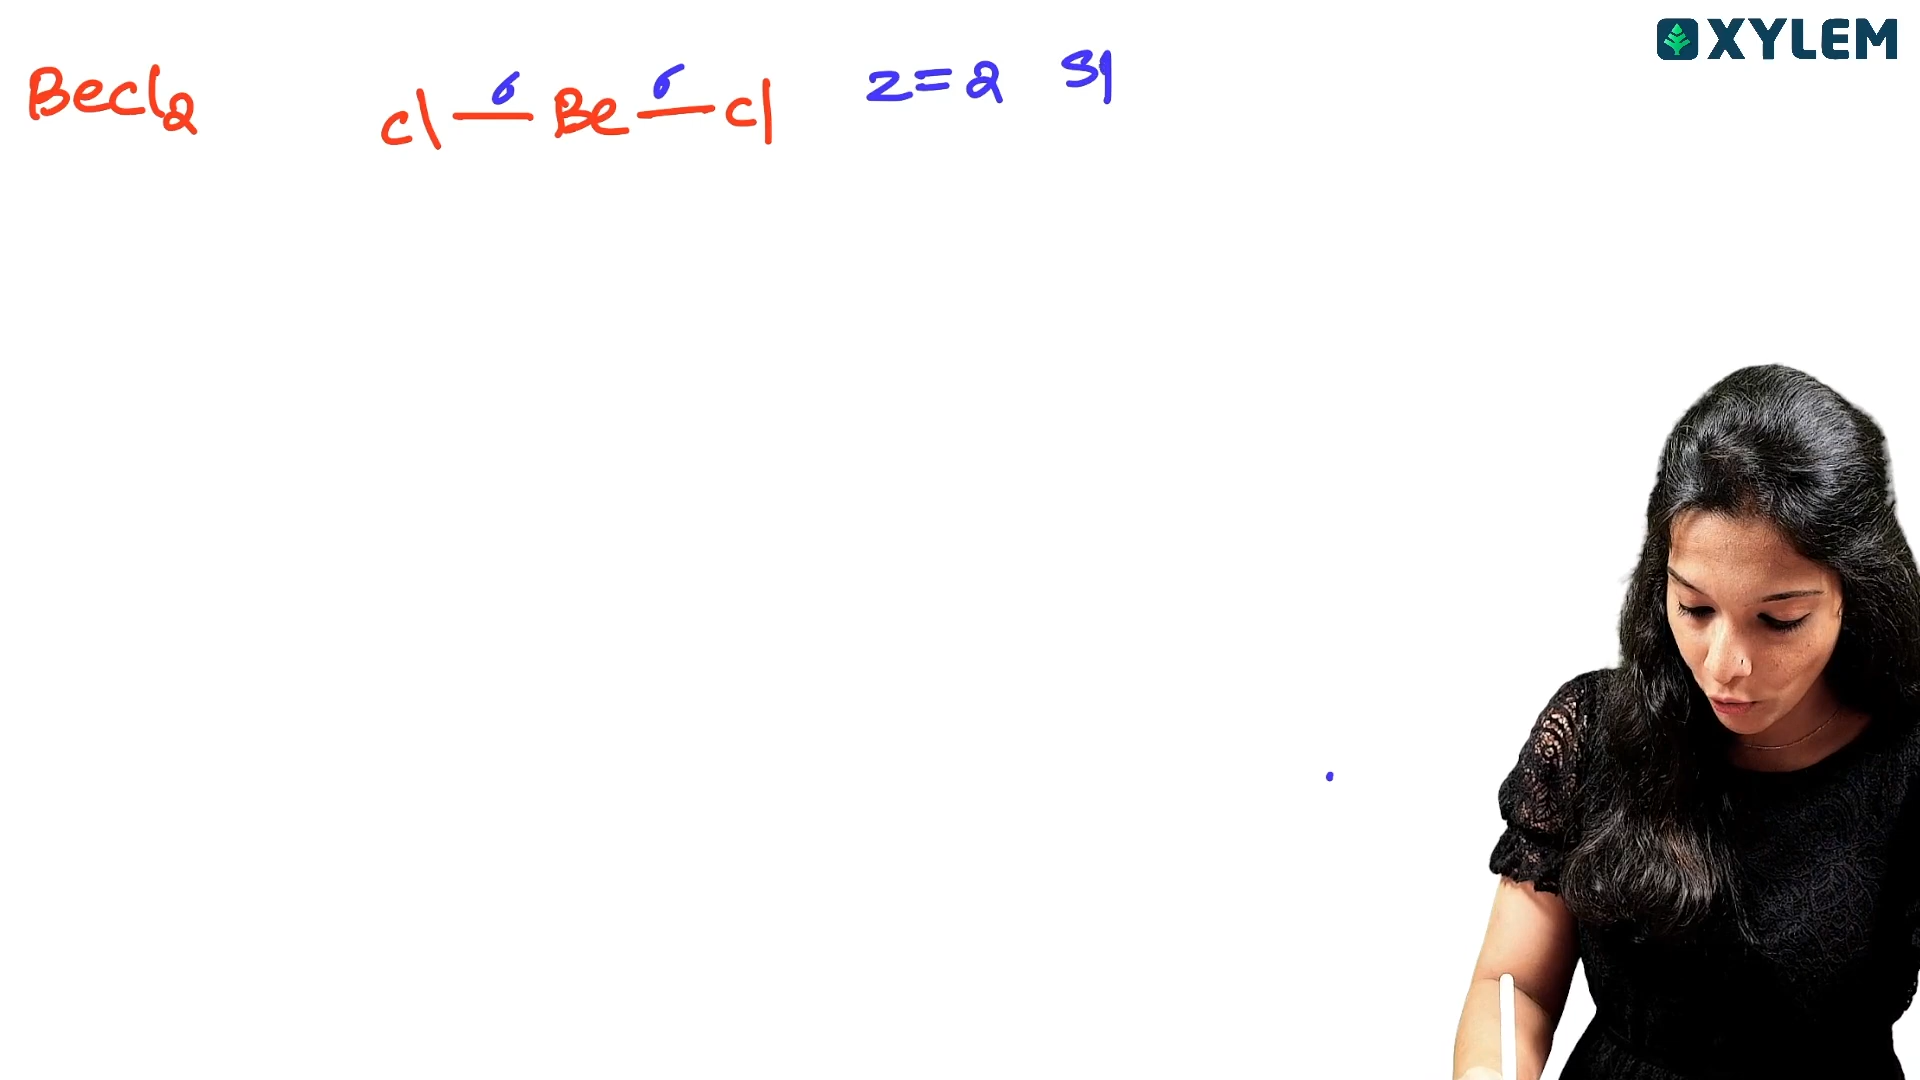 XYLEM
Becl2 cl — Be — cl σ σ z=2 sp